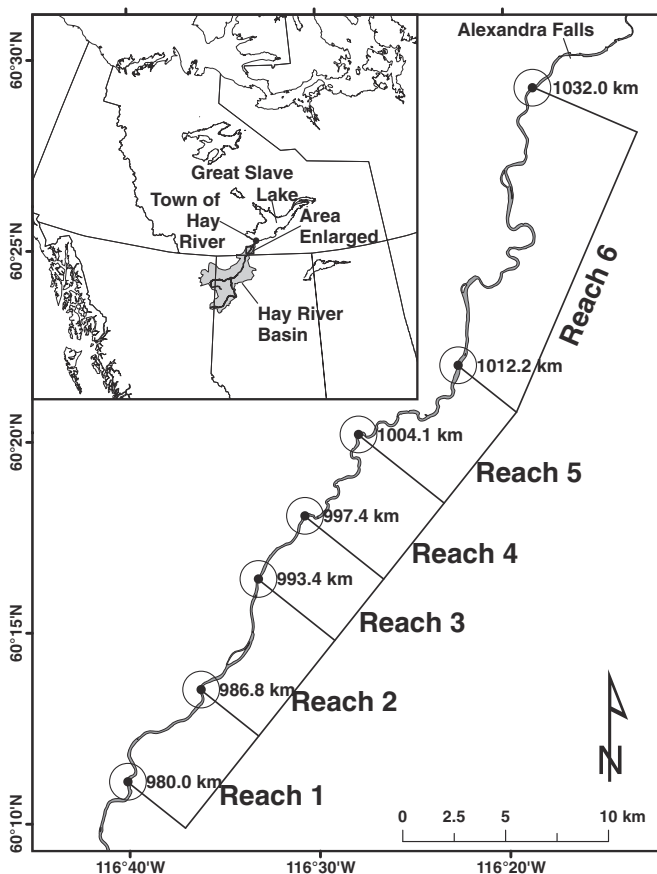 Alexandra Falls
60°30'N
1032.0 km
Great Slave
Lake
Town of
Hay
River
Area
Enlarged
60°25'N
Hay River
Basin
Reach 6
1012.2 km
1004.1 km
60°20'N
Reach 5
997.4 km
Reach 4
993.4 km
Reach 3
60°15'N
986.8 km
Reach 2
980.0 km
Reach 1
N
60°10'N
0 2.5 5 10 km
116°40'W 116°30'W 116°20'W